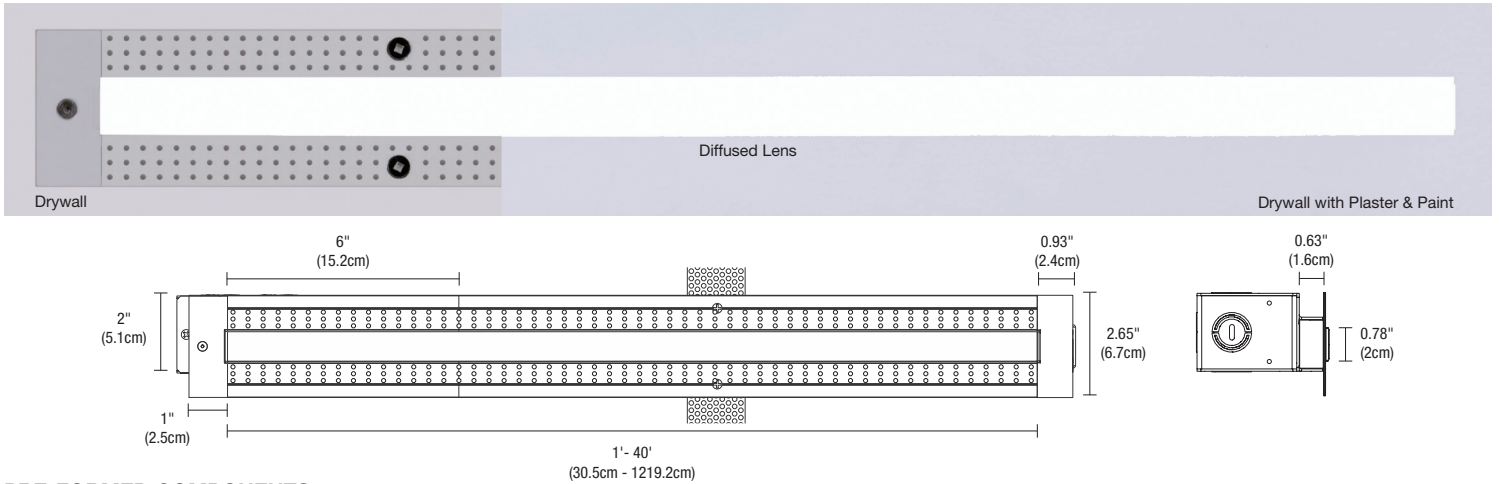 Diffused Lens
Drywall
Drywall with Plaster & Paint
6"
(15.2cm)
0.93"
(2.4cm)
0.63"
(1.6cm)
2"
(5.1cm)
2.65"
(6.7cm)
0.78"
(2cm)
1"
(2.5cm)
1'- 40'
(30.5cm - 1219.2cm)